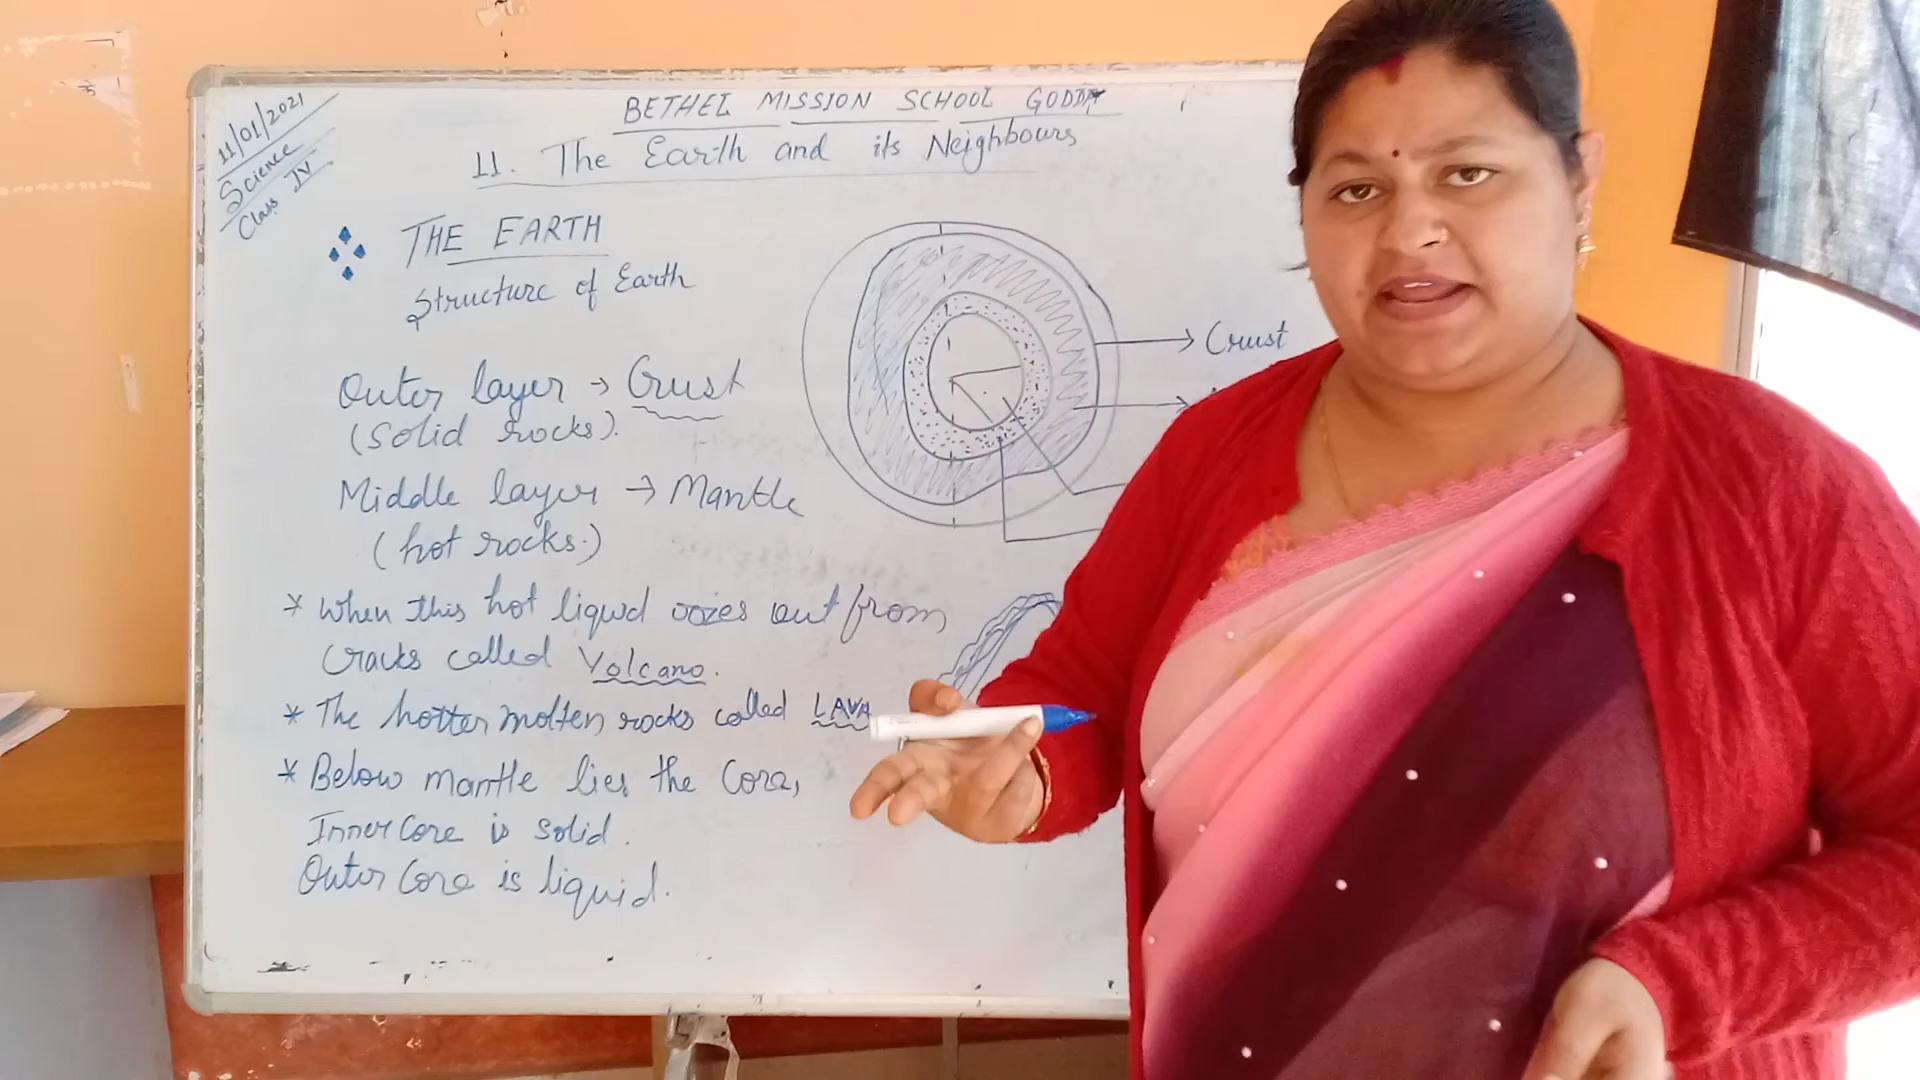 11/01/2021
Science
Class IV
BETHEL MISSION SCHOOL GODDA
11. The Earth and its Neighbours
THE EARTH
Structure of Earth
Outer layer → Crust
(Solid rocks).
Middle layer → Mantle
(hot rocks.)
* When this hot liquid oozes out from
cracks called Volcano.
* The hotter molten rocks called LAVA
* Below mantle lies the Core,
Inner Core is solid.
Outer Core is liquid.
Crust